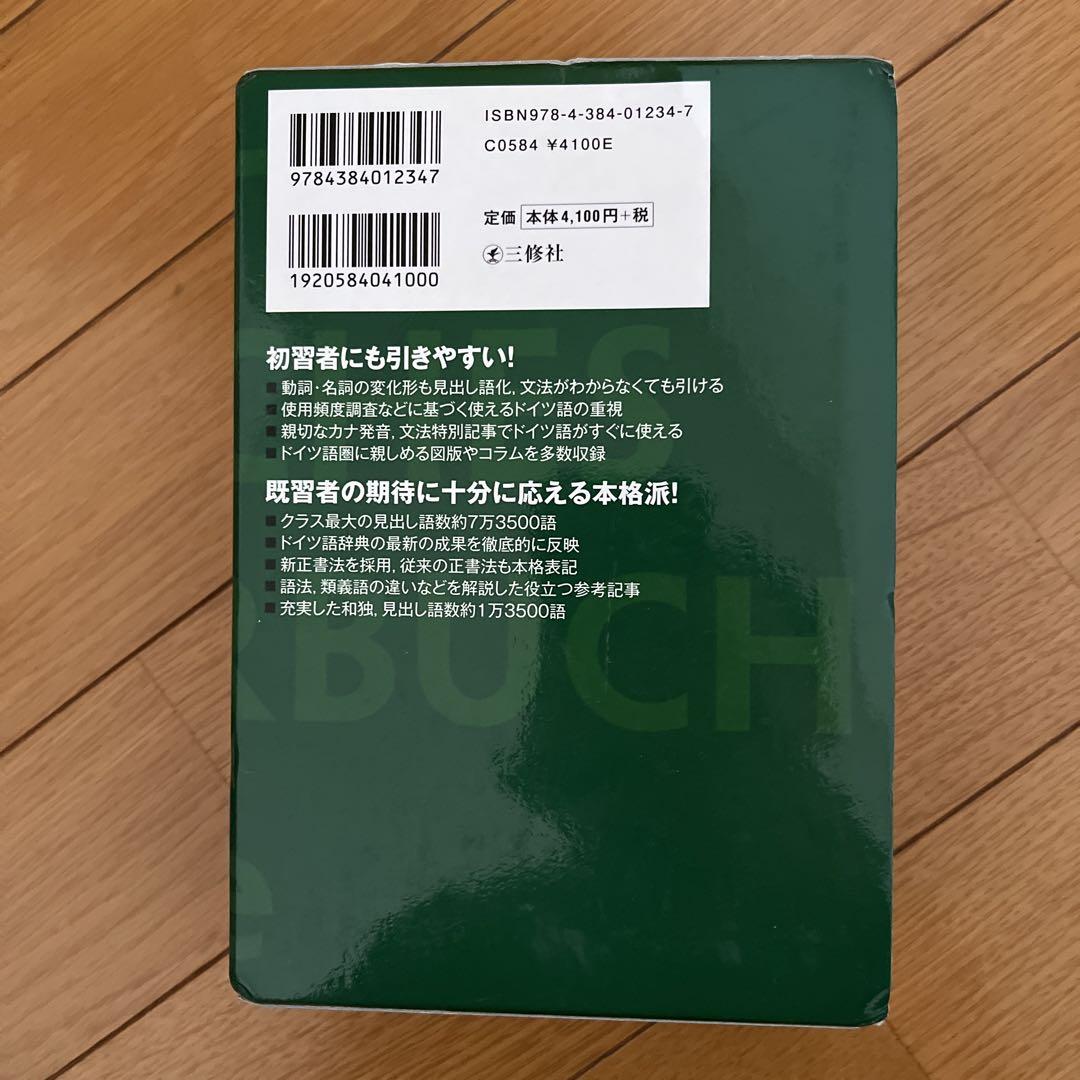 ISBN978-4-384-01234-7
C0584 ¥4100E
9784384012347
定価 本体4,100円+税
三修社
1920584041000
初習者にも引きやすい!
■動詞・名詞の変化形も見出し語化,文法がわからなくても引ける
■使用頻度調査などに基づく使えるドイツ語の重視
■親切なカナ発音,文法特別記事でドイツ語がすぐに使える
■ドイツ語圏に親しめる図版やコラムを多数収録
既習者の期待に十分に応える本格派!
■クラス最大の見出し語数約7万3500語
■ドイツ語辞典の最新の成果を徹底的に反映
■新正書法を採用,従来の正書法も本格表記
■語法,類義語の違いなどを解説した役立つ参考記事
■充実した和独,見出し語数約1万3500語
CHES
RBUCH
e